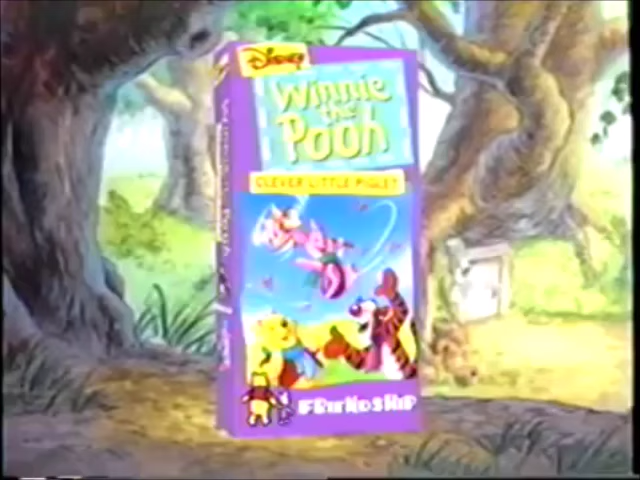 Disney
Winnie
the
Pooh
CLEVER LITTLE PIGLET
FRIENDSHIP